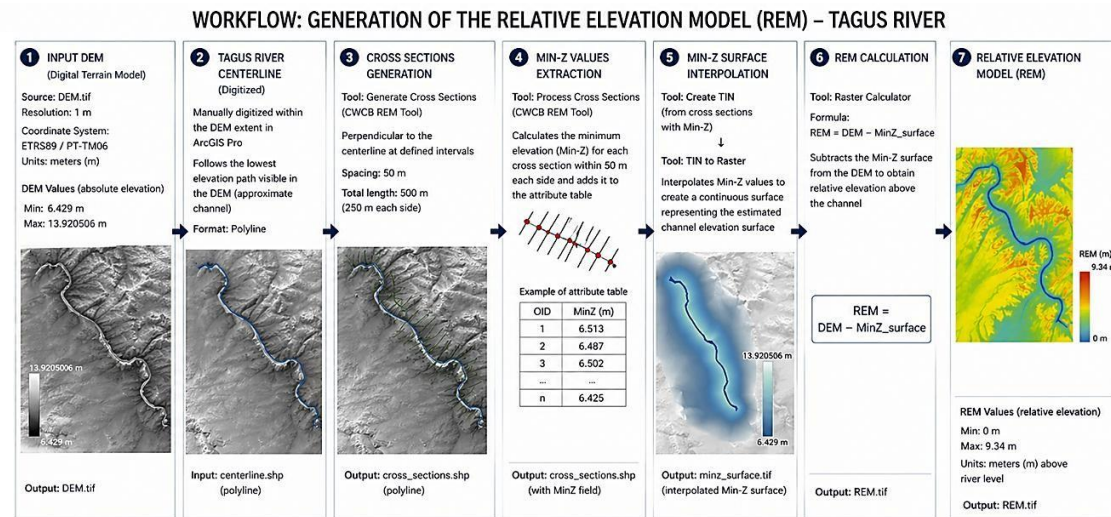 WORKFLOW: GENERATION OF THE RELATIVE ELEVATION MODEL (REM) – TAGUS RIVER
1 INPUT DEM
(Digital Terrain Model)
Source: DEM.tif
Resolution: 1 m
Coordinate System:
ETRS89 / PT-TM06
Units: meters (m)
DEM Values (absolute elevation)
Min: 6.429 m
Max: 13.920506 m
13.9205006 m
6.429 m
Output: DEM.tif
2 TAGUS RIVER
CENTERLINE
(Digitized)
Manually digitized within
the DEM extent in
ArcGIS Pro
Follows the lowest
elevation path visible in
the DEM (approximate
channel)
Format: Polyline
Input: centerline.shp
(polyline)
3 CROSS SECTIONS
GENERATION
Tool: Generate Cross Sections
(CWCB REM Tool)
Perpendicular to the
centerline at defined intervals
Spacing: 50 m
Total length: 500 m
(250 m each side)
Output: cross_sections.shp
(polyline)
4 MIN-Z VALUES
EXTRACTION
Tool: Process Cross Sections
(CWCB REM Tool)
Calculates the minimum
elevation (Min-Z) for each
cross section within 50 m
each side and adds it to
the attribute table
Example of attribute table
OID MinZ (m)
1 6.513
2 6.487
3 6.502
... ...
n 6.425
Output: cross_sections.shp
(with MinZ field)
5 MIN-Z SURFACE
INTERPOLATION
Tool: Create TIN
(from cross sections
with Min-Z)
↓
Tool: TIN to Raster
Interpolates Min-Z values to
create a continuous surface
representing the estimated
channel elevation surface
13.920506 m
6.429 m
Output: minz_surface.tif
(interpolated Min-Z surface)
6 REM CALCULATION
Tool: Raster Calculator
Formula:
REM = DEM – MinZ_surface
Subtracts the Min-Z surface
from the DEM to obtain
relative elevation above
the channel
REM =
DEM – MinZ_surface
Output: REM.tif
7 RELATIVE ELEVATION
MODEL (REM)
REM (m)
9.34 m
0 m
REM Values (relative elevation)
Min: 0 m
Max: 9.34 m
Units: meters (m) above
river level
Output: REM.tif